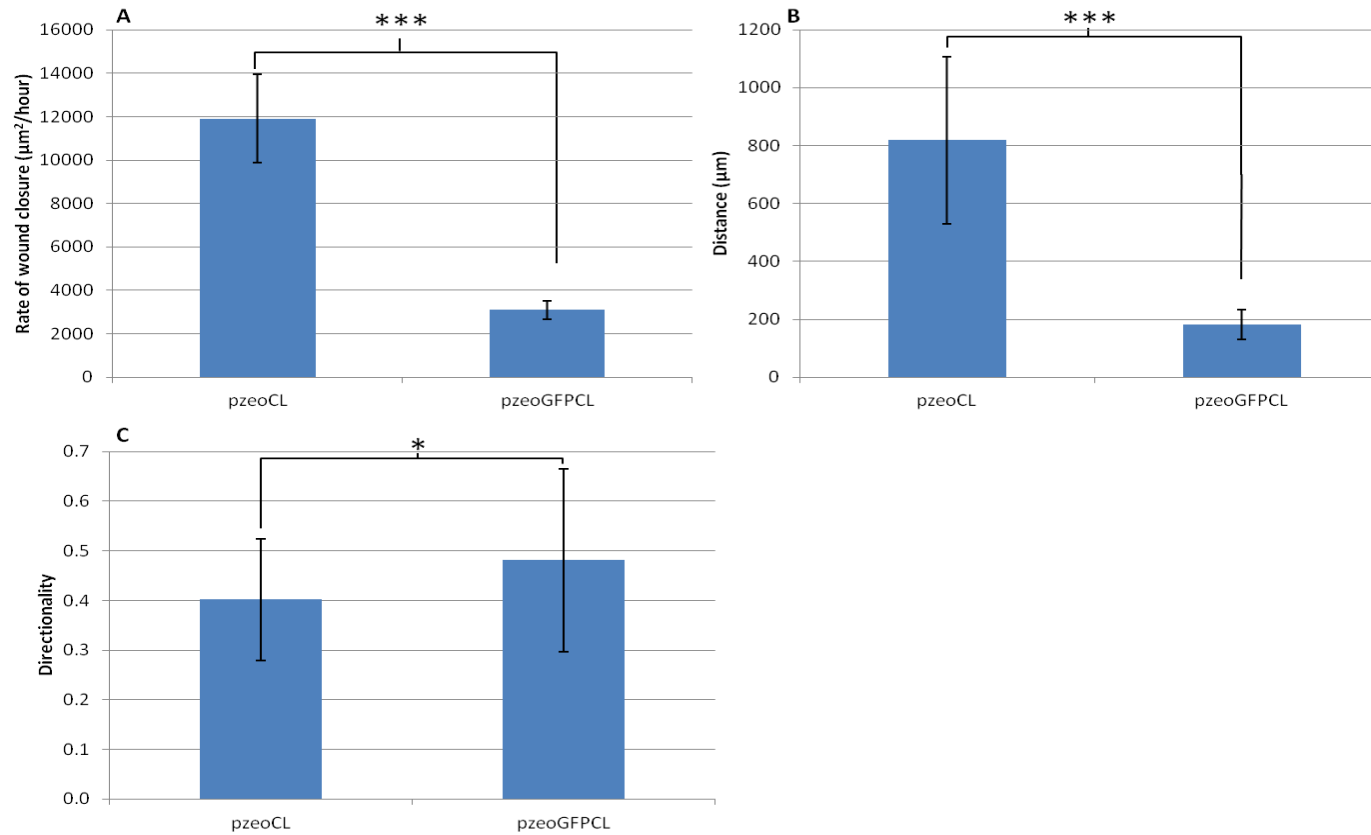 A
***
16000
14000
12000
10000
8000
6000
4000
2000
0
Rate of wound closure (µm²/hour)
pzeoCL
pzeoGFPCL
B
***
1200
1000
800
600
400
200
0
Distance (µm)
pzeoCL
pzeoGFPCL
C
*
0.7
0.6
0.5
0.4
0.3
0.2
0.1
0.0
Directionality
pzeoCL
pzeoGFPCL